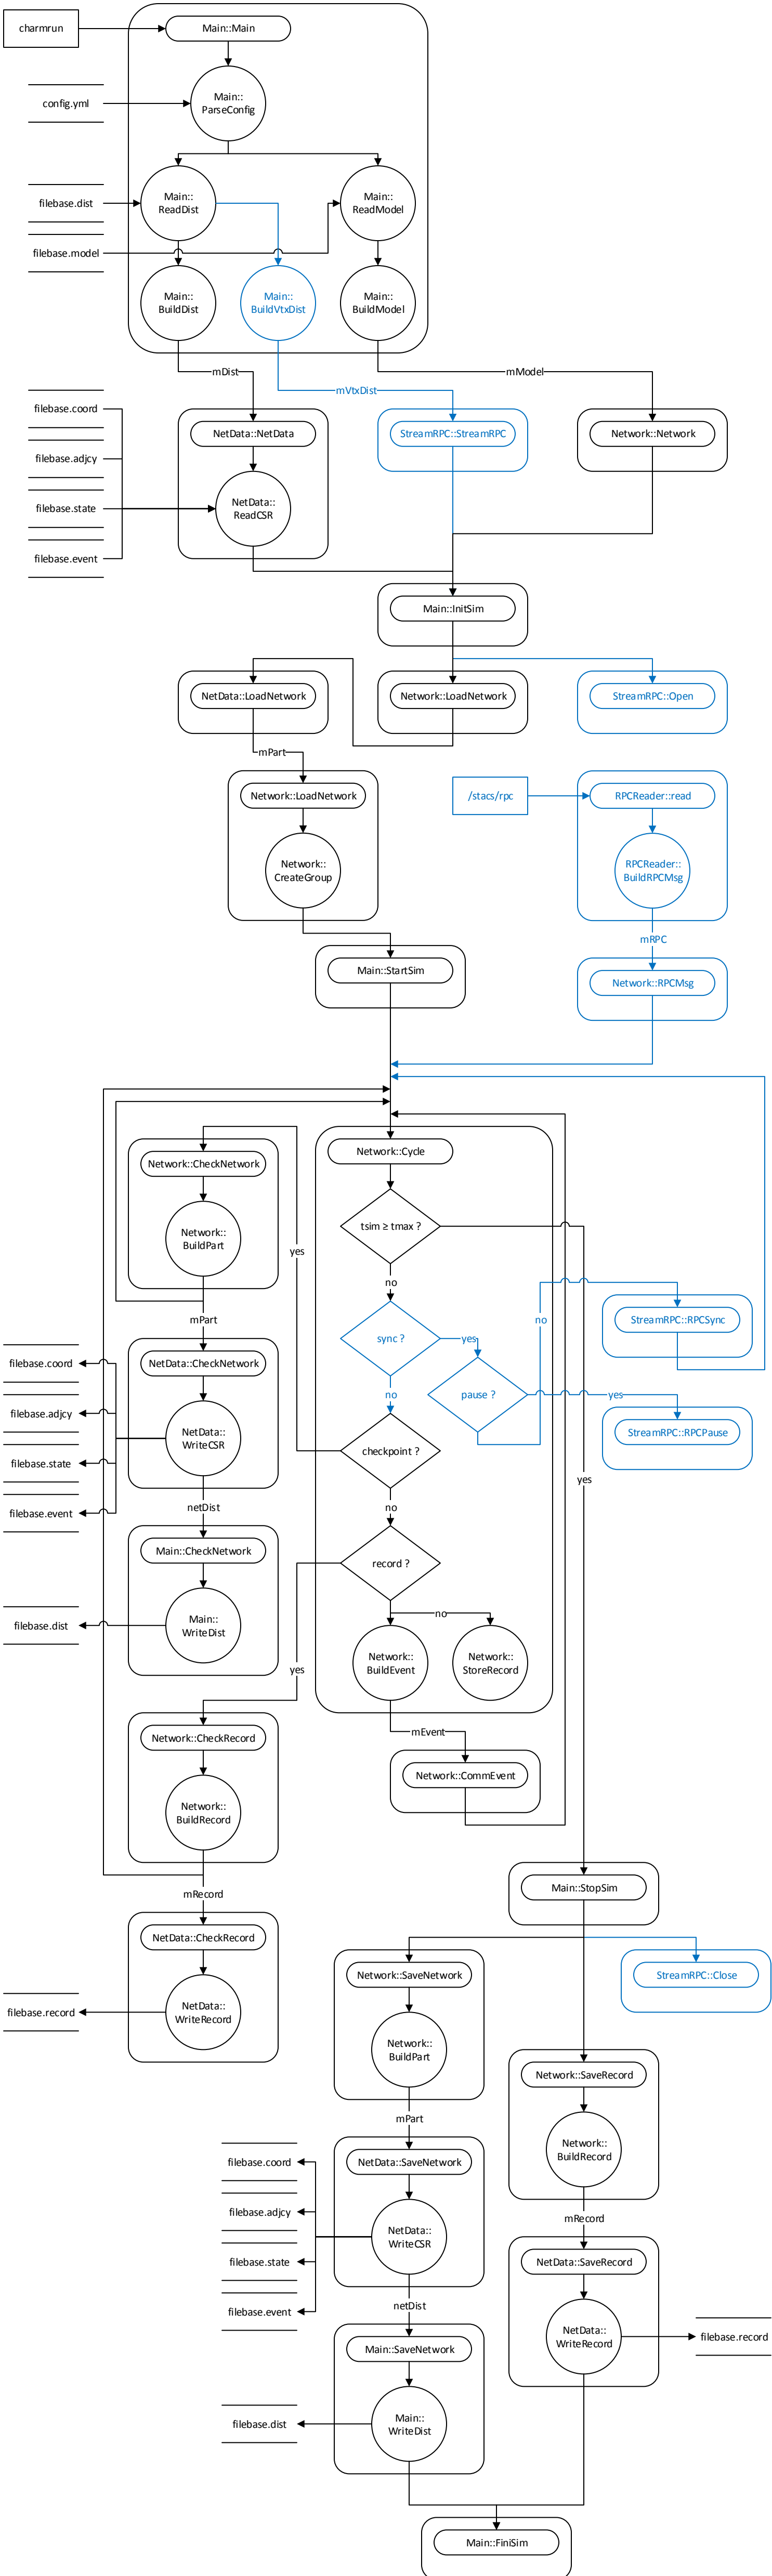 charmrun
Main::Main
config.yml
Main::
ParseConfig
filebase.dist
Main::
ReadDist
Main::
ReadModel
filebase.model
Main::
BuildDist
Main::
BuildVtxDist
Main::
BuildModel
mDist
mVtxDist
mModel
filebase.coord
filebase.adjcy
filebase.state
filebase.event
NetData::NetData
NetData::
ReadCSR
StreamRPC::StreamRPC
Network::Network
Main::InitSim
NetData::LoadNetwork
Network::LoadNetwork
StreamRPC::Open
mPart
Network::LoadNetwork
Network::
CreateGroup
/stacs/rpc
RPCReader::read
RPCReader::
BuildRPCMsg
mRPC
Main::StartSim
Network::RPCMsg
Network::Cycle
Network::CheckNetwork
Network::
BuildPart
tsim ≥ tmax ?
yes
no
mPart
sync ?
yes
no
StreamRPC::RPCSync
filebase.coord
filebase.adjcy
filebase.state
filebase.event
NetData::CheckNetwork
NetData::
WriteCSR
no
pause ?
yes
StreamRPC::RPCPause
checkpoint ?
yes
netDist
no
Main::CheckNetwork
Main::
WriteDist
filebase.dist
record ?
no
yes
Network::
BuildEvent
Network::
StoreRecord
mEvent
Network::CommEvent
Network::CheckRecord
Network::
BuildRecord
mRecord
Main::StopSim
NetData::CheckRecord
NetData::
WriteRecord
filebase.record
Network::SaveNetwork
Network::
BuildPart
StreamRPC::Close
Network::SaveRecord
Network::
BuildRecord
mPart
mRecord
filebase.coord
filebase.adjcy
filebase.state
filebase.event
NetData::SaveNetwork
NetData::
WriteCSR
NetData::SaveRecord
NetData::
WriteRecord
filebase.record
netDist
Main::SaveNetwork
Main::
WriteDist
filebase.dist
Main::FiniSim